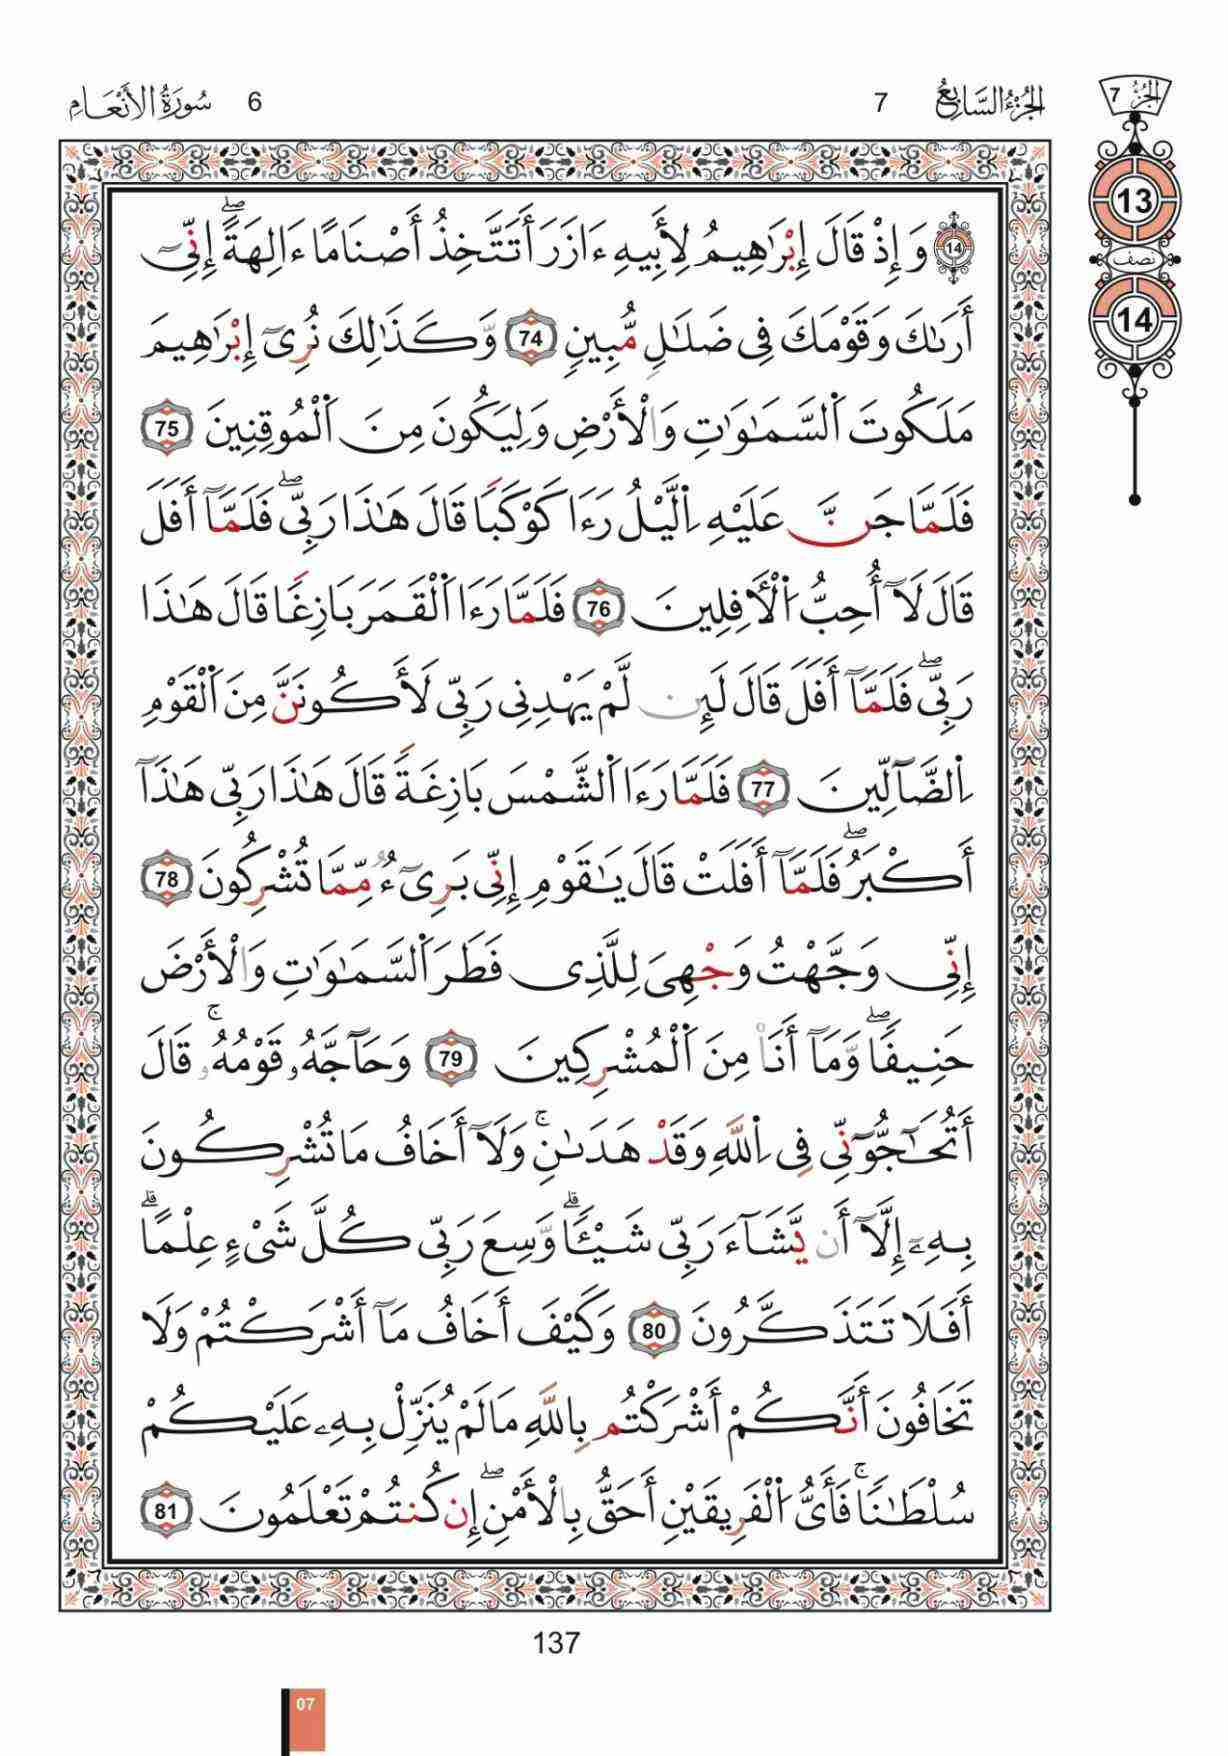 الجُزْءُ السَّابِعُ 7
6 سُورَةُ الأَنْعَامِ
الجزء 7
13
نصف
14
14 وَإِذْ قَالَ إِبْرَٰهِيمُ لِأَبِيهِ ءَازَرَ أَتَتَّخِذُ أَصْنَامًا ءَالِهَةً ۖ إِنِّىٓ
أَرَىٰكَ وَقَوْمَكَ فِى ضَلَٰلٍ مُّبِينٍ 74 وَكَذَٰلِكَ نُرِىٓ إِبْرَٰهِيمَ
مَلَكُوتَ ٱلسَّمَٰوَٰتِ وَٱلْأَرْضِ وَلِيَكُونَ مِنَ ٱلْمُوقِنِينَ 75
فَلَمَّا جَنَّ عَلَيْهِ ٱلَّيْلُ رَءَا كَوْكَبًا قَالَ هَٰذَا رَبِّى ۖ فَلَمَّآ أَفَلَ
قَالَ لَآ أُحِبُّ ٱلْأَفِلِينَ 76 فَلَمَّا رَءَا ٱلْقَمَرَ بَازِغًا قَالَ هَٰذَا
رَبِّى ۖ فَلَمَّآ أَفَلَ قَالَ لَئِن لَّمْ يَهْدِنِى رَبِّى لَأَكُونَنَّ مِنَ ٱلْقَوْمِ
ٱلضَّآلِّينَ 77 فَلَمَّا رَءَا ٱلشَّمْسَ بَازِغَةً قَالَ هَٰذَا رَبِّى هَٰذَآ
أَكْبَرُ ۖ فَلَمَّآ أَفَلَتْ قَالَ يَٰقَوْمِ إِنِّى بَرِىٓءٌ مِّمَّا تُشْرِكُونَ 78
إِنِّى وَجَّهْتُ وَجْهِىَ لِلَّذِى فَطَرَ ٱلسَّمَٰوَٰتِ وَٱلْأَرْضَ
حَنِيفًا ۖ وَمَآ أَنَا۠ مِنَ ٱلْمُشْرِكِينَ 79 وَحَآجَّهُۥ قَوْمُهُۥ ۚ قَالَ
أَتُحَٰٓجُّوٓنِّى فِى ٱللَّهِ وَقَدْ هَدَىٰنِ ۚ وَلَآ أَخَافُ مَا تُشْرِكُونَ
بِهِۦٓ إِلَّآ أَن يَشَآءَ رَبِّى شَيْـًٔا ۗ وَسِعَ رَبِّى كُلَّ شَىْءٍ عِلْمًا ۗ
أَفَلَا تَتَذَكَّرُونَ 80 وَكَيْفَ أَخَافُ مَآ أَشْرَكْتُمْ وَلَا
تَخَافُونَ أَنَّكُمْ أَشْرَكْتُم بِٱللَّهِ مَا لَمْ يُنَزِّلْ بِهِۦ عَلَيْكُمْ
سُلْطَٰنًا ۚ فَأَىُّ ٱلْفَرِيقَيْنِ أَحَقُّ بِٱلْأَمْنِ ۖ إِن كُنتُمْ تَعْلَمُونَ 81
137
07